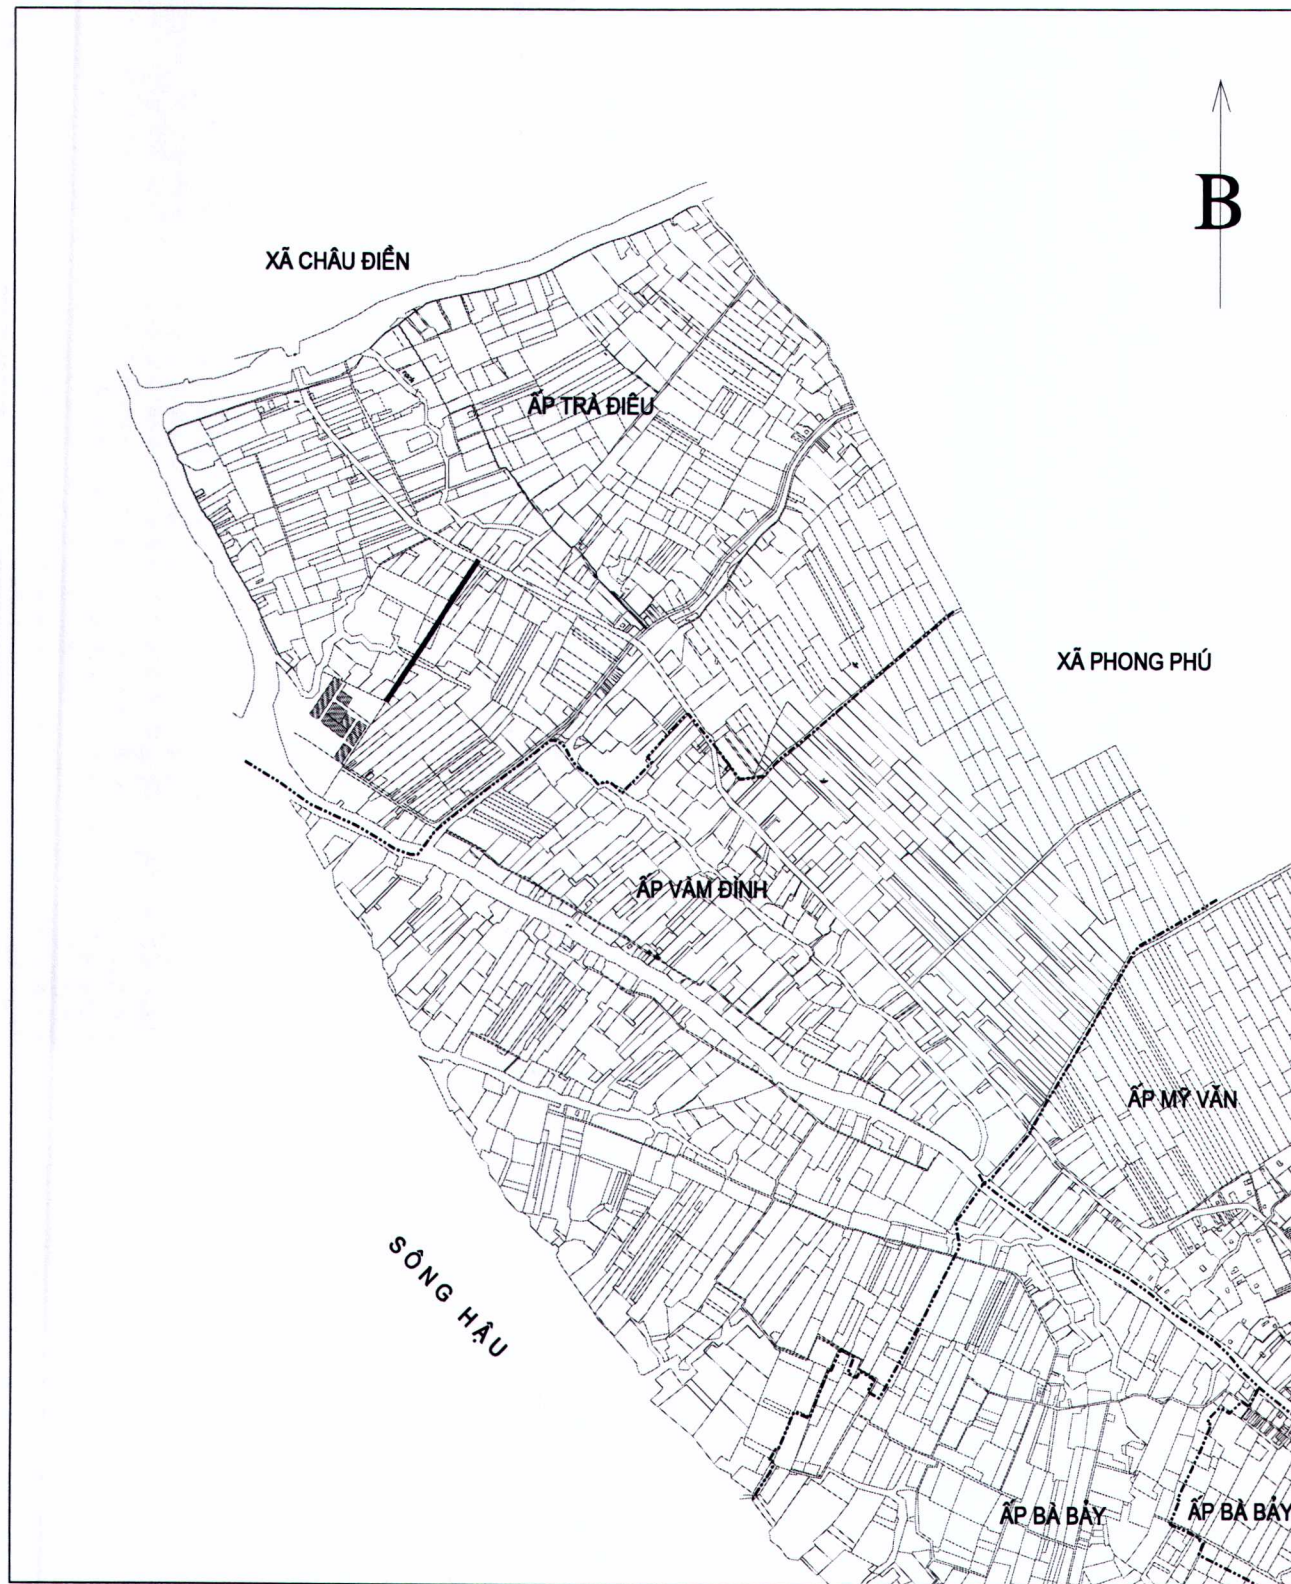 B
XÃ CHÂU ĐIỀN
ẤP TRÀ ĐIÊU
XÃ PHONG PHÚ
ẤP VÀM ĐÌNH
ẤP MỸ VĂN
SÔNG HẬU
ẤP BÀ BẢY
ẤP BÀ BẢY